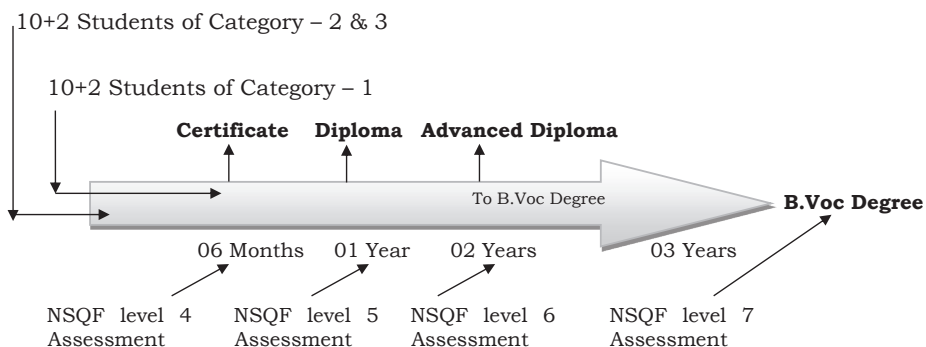 10+2 Students of Category – 2 & 3
10+2 Students of Category – 1
Certificate Diploma Advanced Diploma
To B.Voc Degree
B.Voc Degree
06 Months 01 Year 02 Years 03 Years
NSQF level 4 NSQF level 5 NSQF level 6 NSQF level 7
Assessment Assessment Assessment Assessment